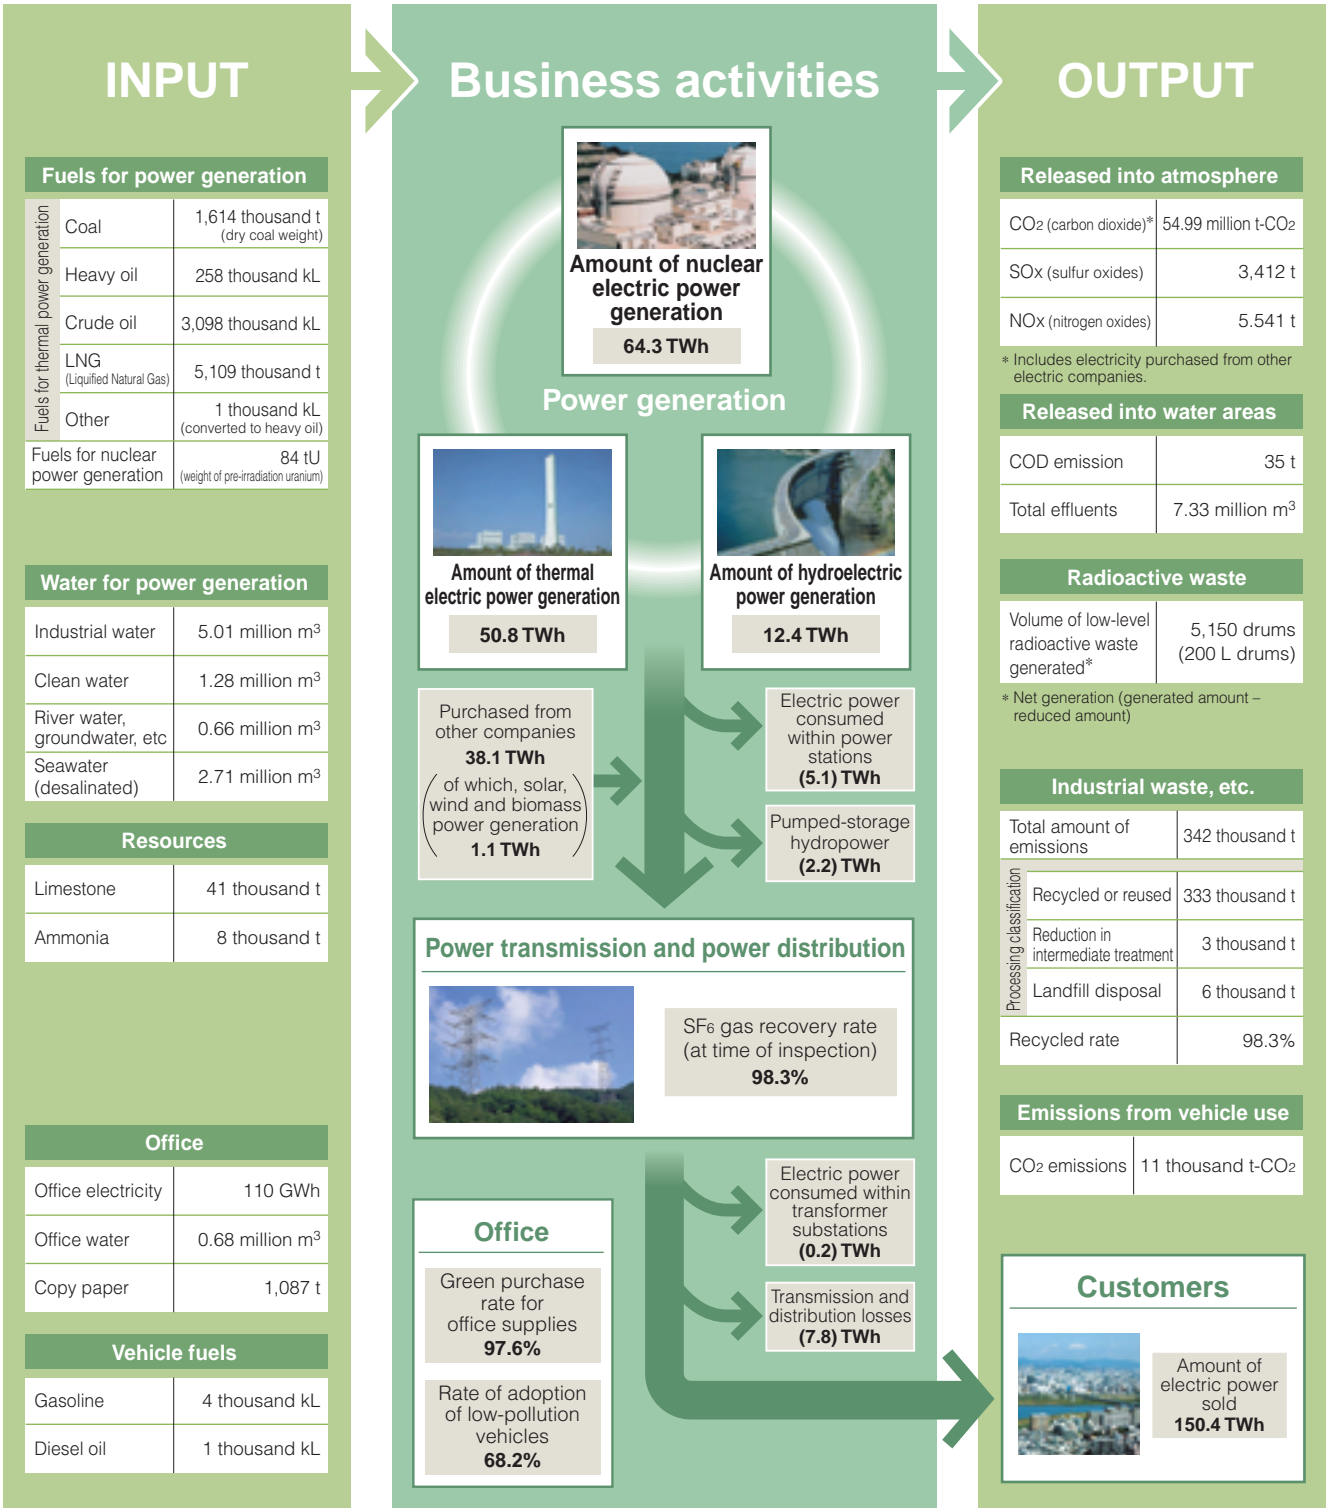 INPUT
Fuels for power generation
Fuels for thermal power generation
Coal
1,614 thousand t
(dry coal weight)
Heavy oil
258 thousand kL
Crude oil
3,098 thousand kL
LNG
(Liquified Natural Gas)
5,109 thousand t
Other
1 thousand kL
(converted to heavy oil)
Fuels for nuclear
power generation
84 tU
(weight of pre-irradiation uranium)
Water for power generation
Industrial water
5.01 million m³
Clean water
1.28 million m³
River water,
groundwater, etc
0.66 million m³
Seawater
(desalinated)
2.71 million m³
Resources
Limestone
41 thousand t
Ammonia
8 thousand t
Office
Office electricity
110 GWh
Office water
0.68 million m³
Copy paper
1,087 t
Vehicle fuels
Gasoline
4 thousand kL
Diesel oil
1 thousand kL
Business activities
Amount of nuclear
electric power
generation
64.3 TWh
Power generation
Amount of thermal
electric power generation
50.8 TWh
Amount of hydroelectric
power generation
12.4 TWh
Purchased from
other companies
38.1 TWh
(of which, solar,
wind and biomass
power generation
1.1 TWh)
Electric power
consumed
within power
stations
(5.1) TWh
Pumped-storage
hydropower
(2.2) TWh
Power transmission and power distribution
SF₆ gas recovery rate
(at time of inspection)
98.3%
Office
Green purchase
rate for
office supplies
97.6%
Rate of adoption
of low-pollution
vehicles
68.2%
Electric power
consumed within
transformer
substations
(0.2) TWh
Transmission and
distribution losses
(7.8) TWh
OUTPUT
Released into atmosphere
CO₂ (carbon dioxide)*
54.99 million t-CO₂
SOx (sulfur oxides)
3,412 t
NOx (nitrogen oxides)
5.541 t
* Includes electricity purchased from other
electric companies.
Released into water areas
COD emission
35 t
Total effluents
7.33 million m³
Radioactive waste
Volume of low-level
radioactive waste
generated*
5,150 drums
(200 L drums)
* Net generation (generated amount –
reduced amount)
Industrial waste, etc.
Total amount of
emissions
342 thousand t
Processing classification
Recycled or reused
333 thousand t
Reduction in
intermediate treatment
3 thousand t
Landfill disposal
6 thousand t
Recycled rate
98.3%
Emissions from vehicle use
CO₂ emissions
11 thousand t-CO₂
Customers
Amount of
electric power
sold
150.4 TWh